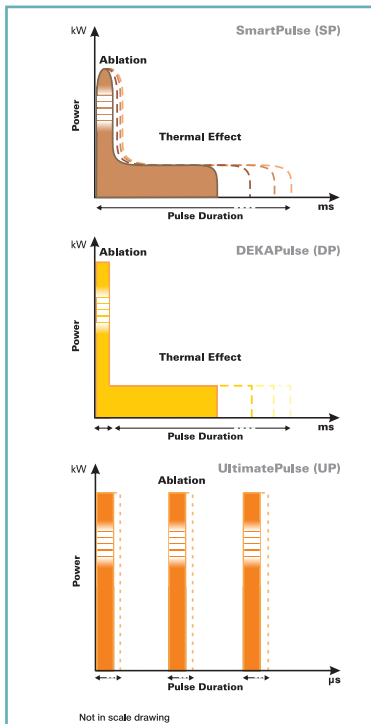 SmartPulse (SP)
kW
Ablation
Power
Thermal Effect
ms
Pulse Duration
DEKAPulse (DP)
kW
Ablation
Power
Thermal Effect
ms
Pulse Duration
UltimatePulse (UP)
kW
Ablation
Power
µs
Pulse Duration
Not in scale drawing